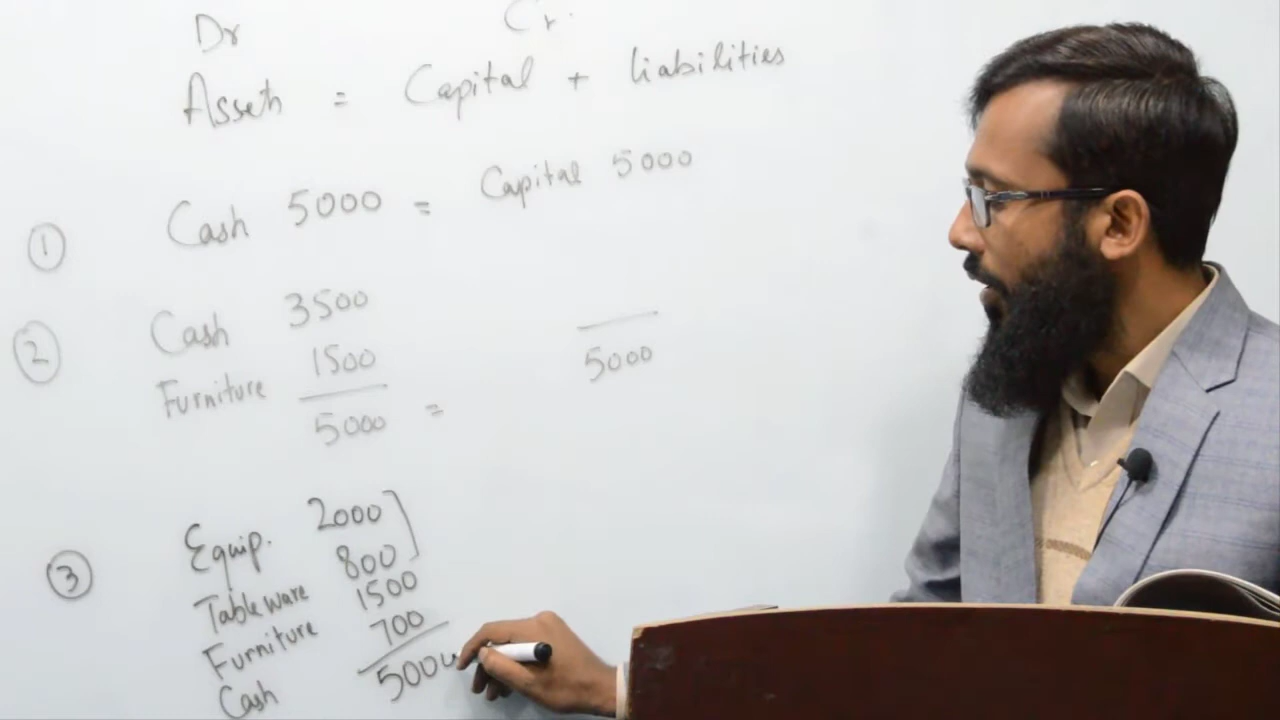 Dr Cr.
Assets = Capital + liabilities
① Cash 5000 = Capital 5000
② Cash 3500
Furniture 1500
5000 = 5000
③ Equip. 2000
Tableware 800
Furniture 1500
Cash 700
5000